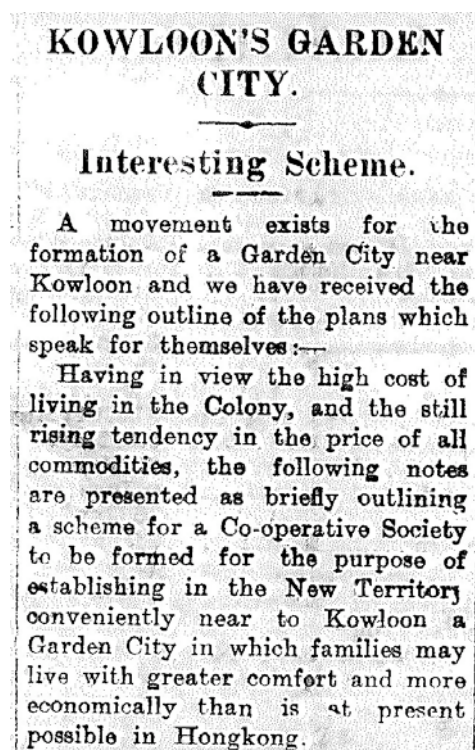 KOWLOON'S GARDEN
CITY.
Interesting Scheme.
A movement exists for the
formation of a Garden City near
Kowloon and we have received the
following outline of the plans which
speak for themselves:—
Having in view the high cost of
living in the Colony, and the still
rising tendency in the price of all
commodities, the following notes
are presented as briefly outlining
a scheme for a Co-operative Society
to be formed for the purpose of
establishing in the New Territory
conveniently near to Kowloon a
Garden City in which families may
live with greater comfort and more
economically than is at present
possible in Hongkong.